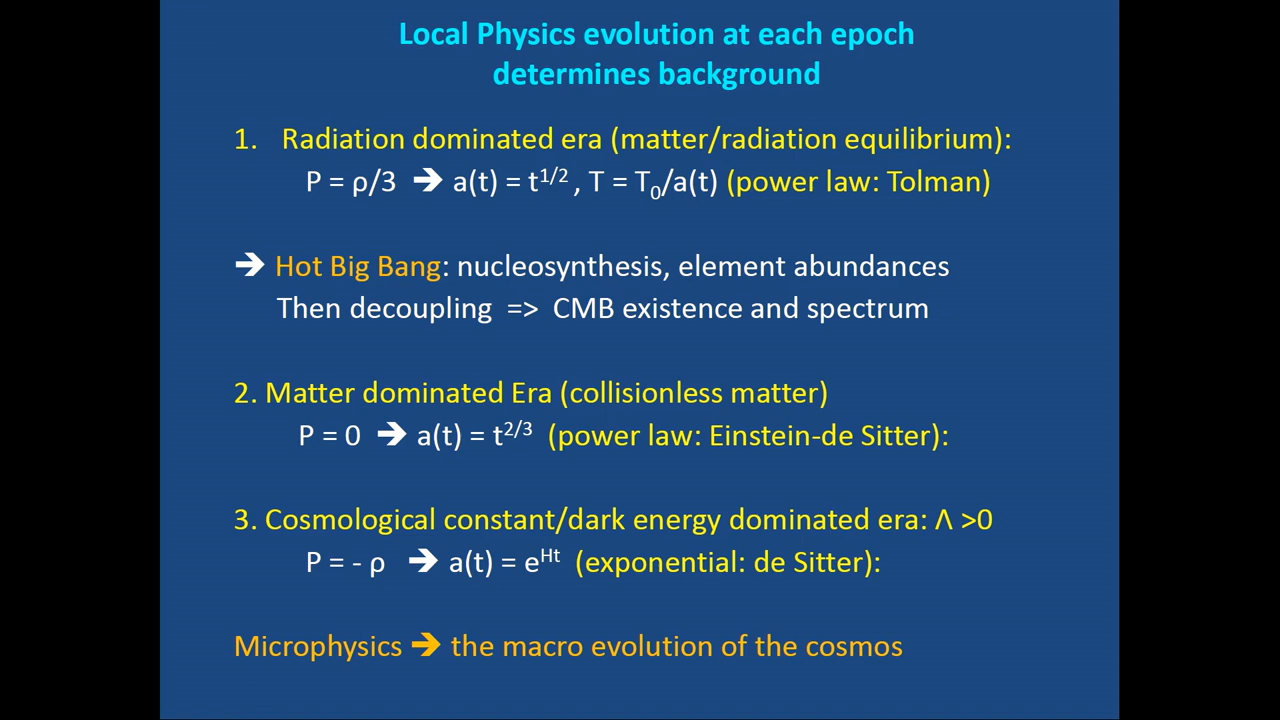 Local Physics evolution at each epoch
determines background
1. Radiation dominated era (matter/radiation equilibrium):
P = ρ/3 ➔ a(t) = t¹/² , T = T₀/a(t) (power law: Tolman)
➔ Hot Big Bang: nucleosynthesis, element abundances
Then decoupling => CMB existence and spectrum
2. Matter dominated Era (collisionless matter)
P = 0 ➔ a(t) = t²/³ (power law: Einstein-de Sitter):
3. Cosmological constant/dark energy dominated era: Λ >0
P = - ρ ➔ a(t) = eᴴᵗ (exponential: de Sitter):
Microphysics ➔ the macro evolution of the cosmos